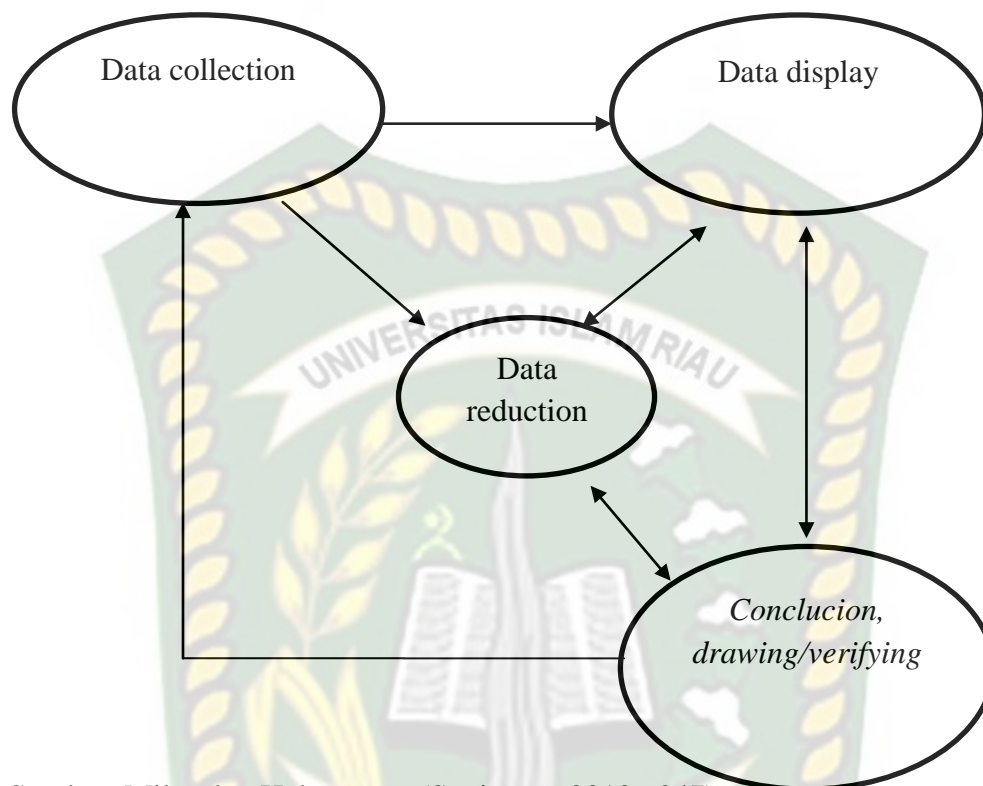 Data collection
Data display
UNIVERSITAS ISLAM RIAU
Data
reduction
Conclucion,
drawing/verifying